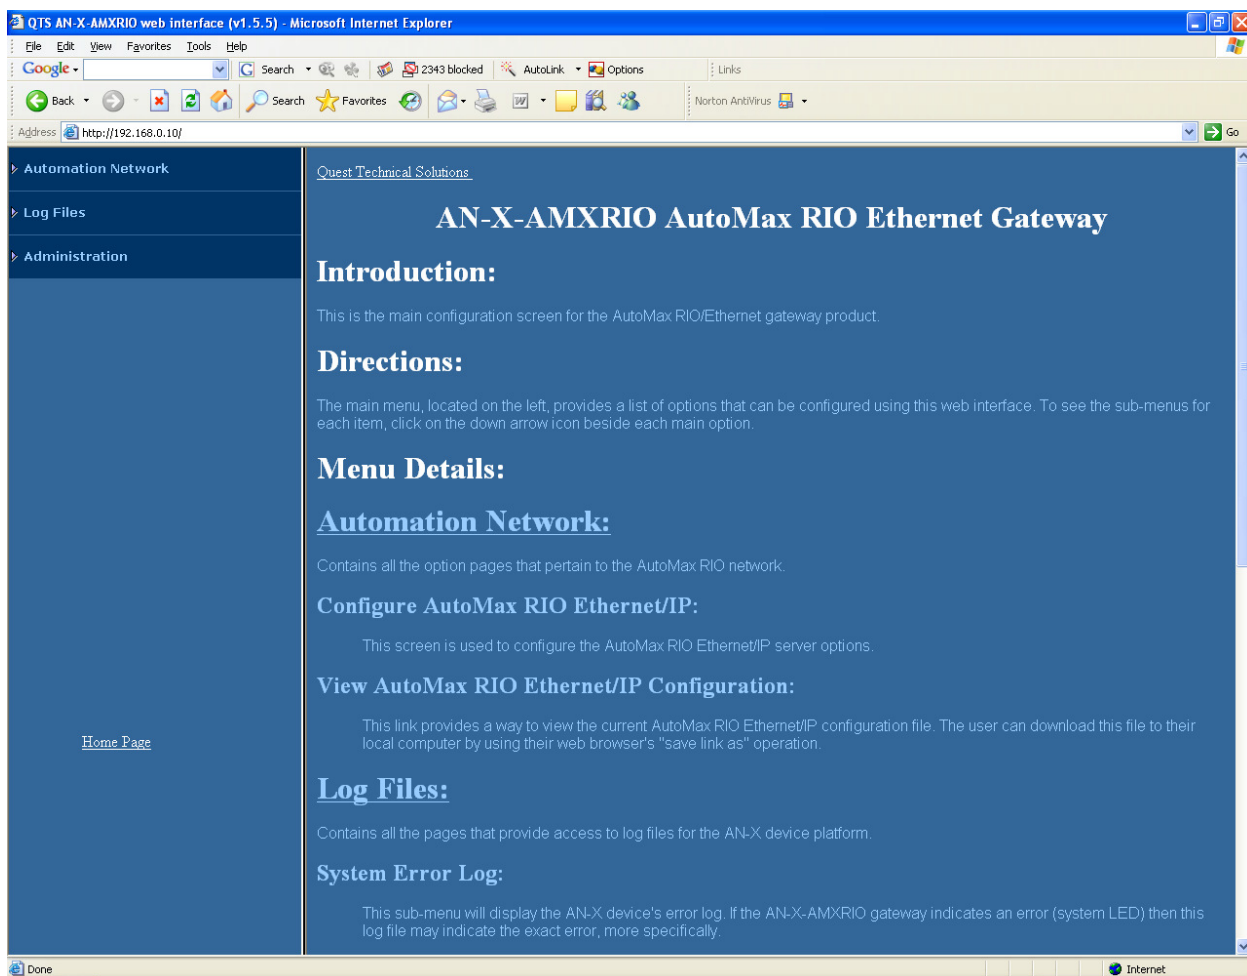 QTS AN-X-AMXRIO web interface (v1.5.5) - Microsoft Internet Explorer
File Edit View Favorites Tools Help
Google Search 2343 blocked AutoLink Options Links
Back Search Favorites Norton AntiVirus
Address http://192.168.0.10/ Go
Automation Network
Log Files
Administration
Home Page
Quest Technical Solutions
AN-X-AMXRIO AutoMax RIO Ethernet Gateway
Introduction:
This is the main configuration screen for the AutoMax RIO/Ethernet gateway product.
Directions:
The main menu, located on the left, provides a list of options that can be configured using this web interface. To see the sub-menus for
each item, click on the down arrow icon beside each main option.
Menu Details:
Automation Network:
Contains all the option pages that pertain to the AutoMax RIO network.
Configure AutoMax RIO Ethernet/IP:
This screen is used to configure the AutoMax RIO Ethernet/IP server options.
View AutoMax RIO Ethernet/IP Configuration:
This link provides a way to view the current AutoMax RIO Ethernet/IP configuration file. The user can download this file to their
local computer by using their web browser's "save link as" operation.
Log Files:
Contains all the pages that provide access to log files for the AN-X device platform.
System Error Log:
This sub-menu will display the AN-X device's error log. If the AN-X-AMXRIO gateway indicates an error (system LED) then this
log file may indicate the exact error, more specifically.
Done Internet